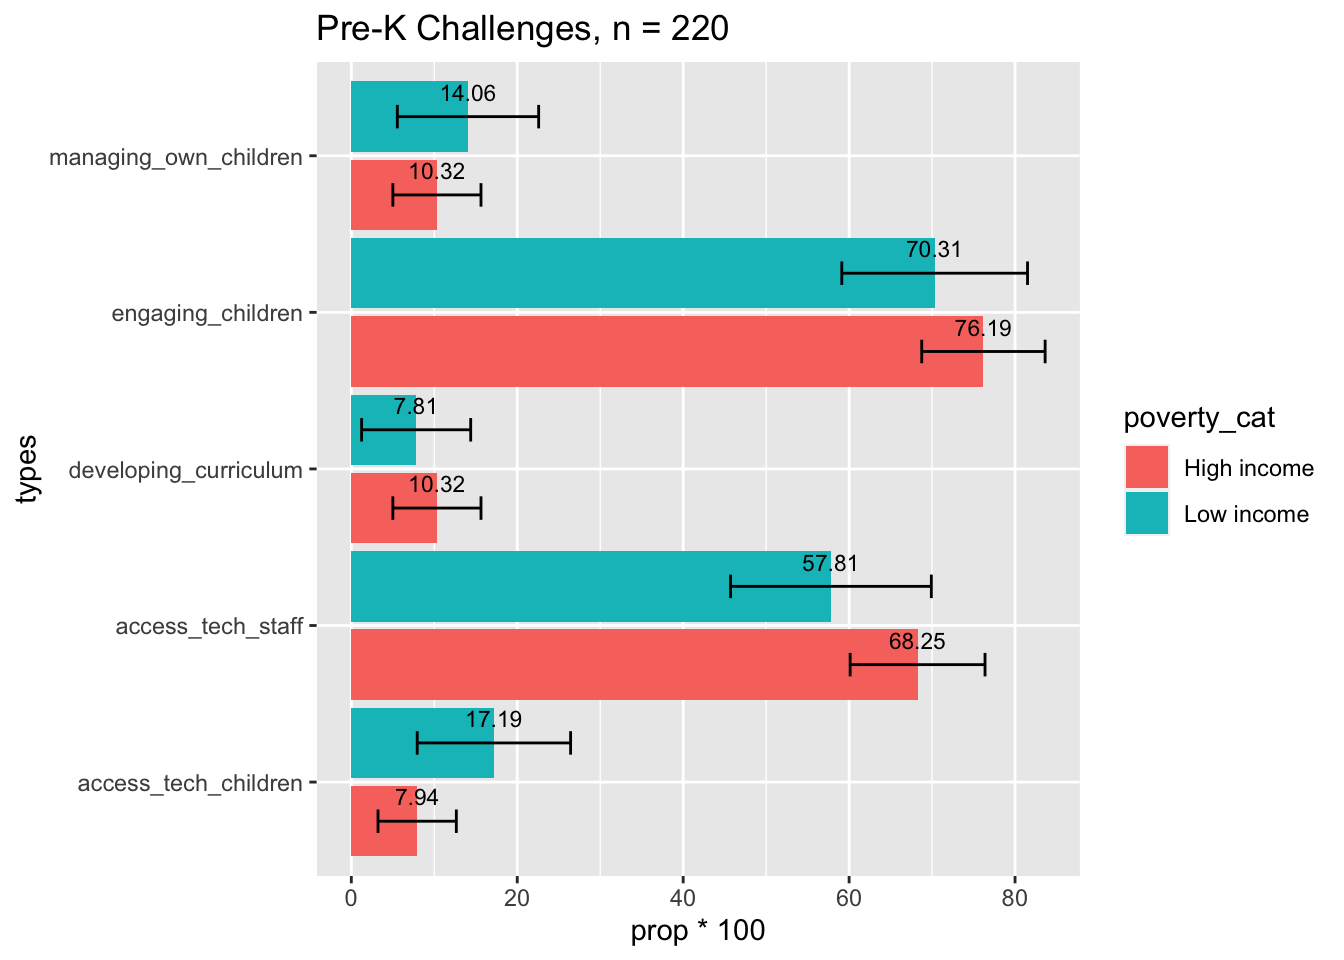 Pre-K Challenges, n = 220
types
managing_own_children
14.06
10.32
engaging_children
70.31
76.19
developing_curriculum
7.81
10.32
access_tech_staff
57.81
68.25
access_tech_children
17.19
7.94
0 20 40 60 80
prop * 100
poverty_cat
High income
Low income